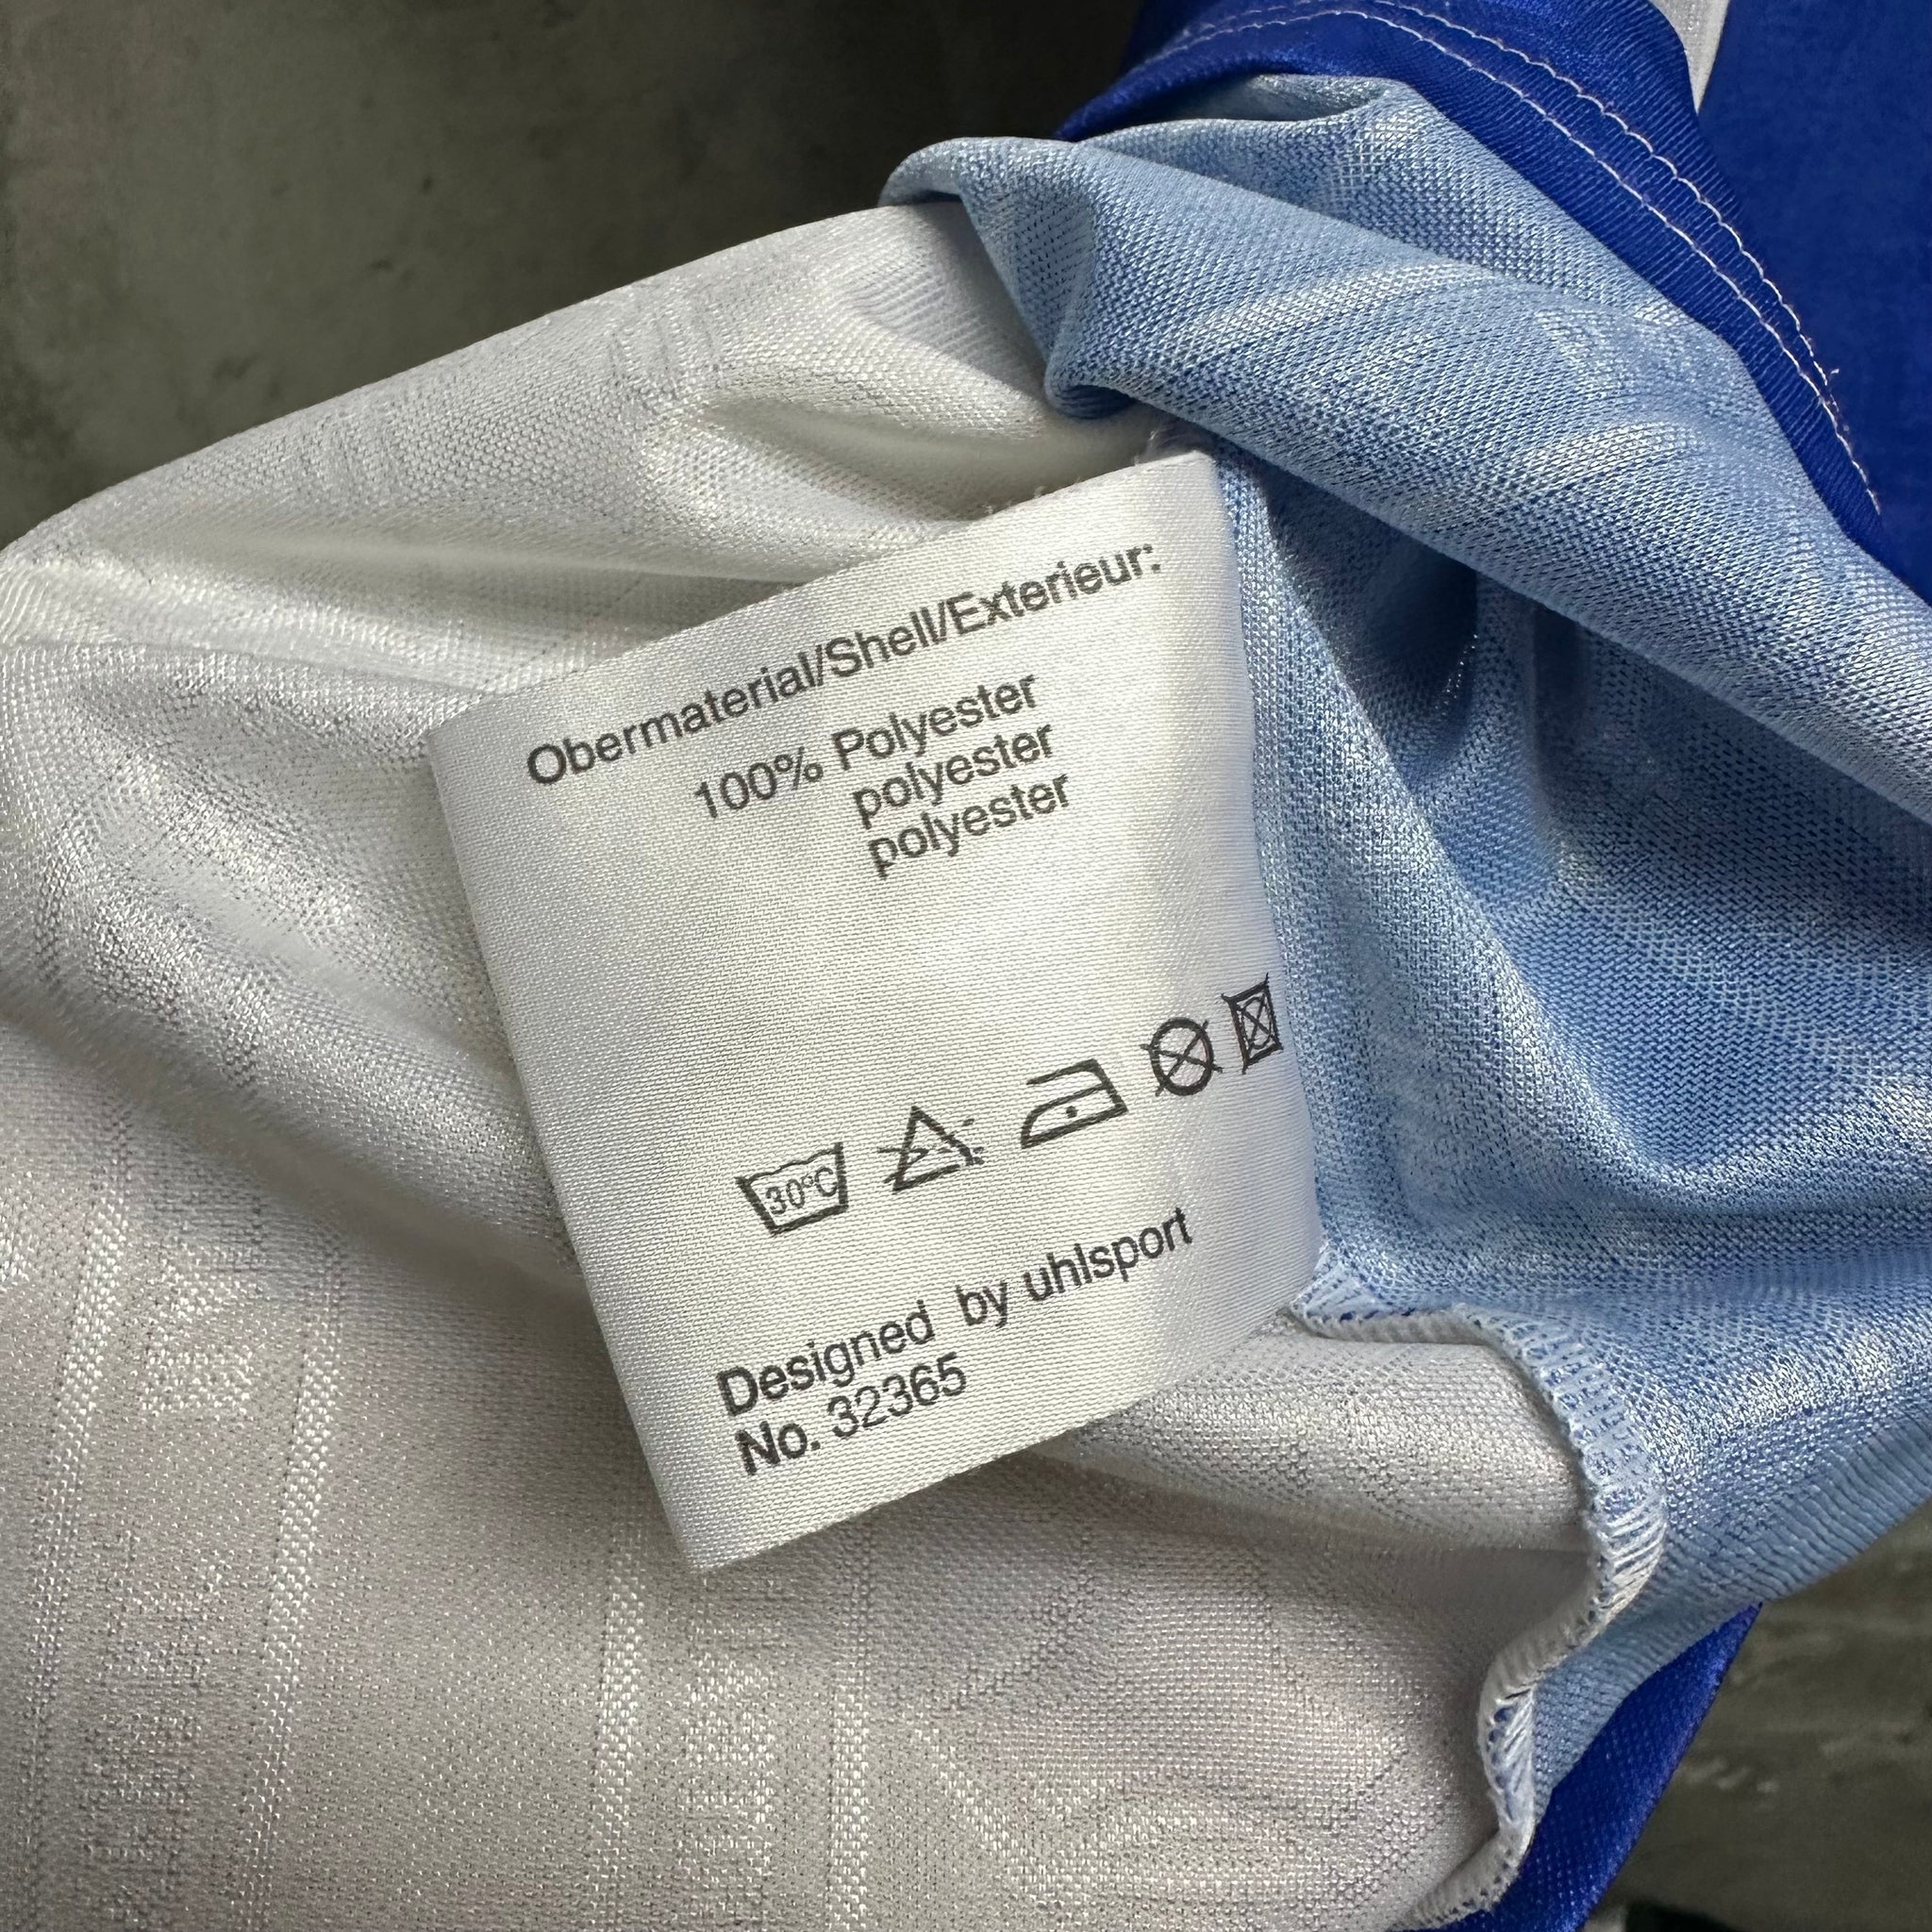 Obermaterial/Shell/Exterieur:
100% Polyester
polyester
polyester
30°C
Designed by uhlsport
No. 32365